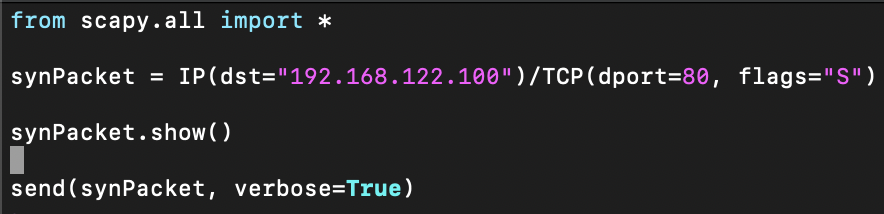 from scapy.all import *
synPacket = IP(dst="192.168.122.100")/TCP(dport=80, flags="S")
synPacket.show()
send(synPacket, verbose=True)